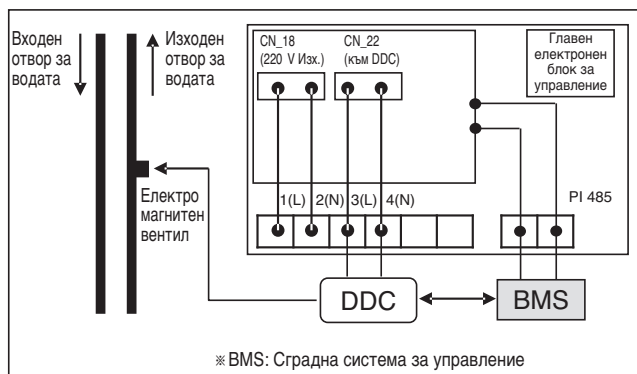 Входен
отвор за
водата
Изходен
отвор за
водата
CN_18
(220 V Изх.)
CN_22
(към DDC)
Главен
електронен
блок за
управление
Електро
магнитен
вентил
1(L)
2(N)
3(L)
4(N)
PI 485
DDC
BMS
※BMS: Сградна система за управление